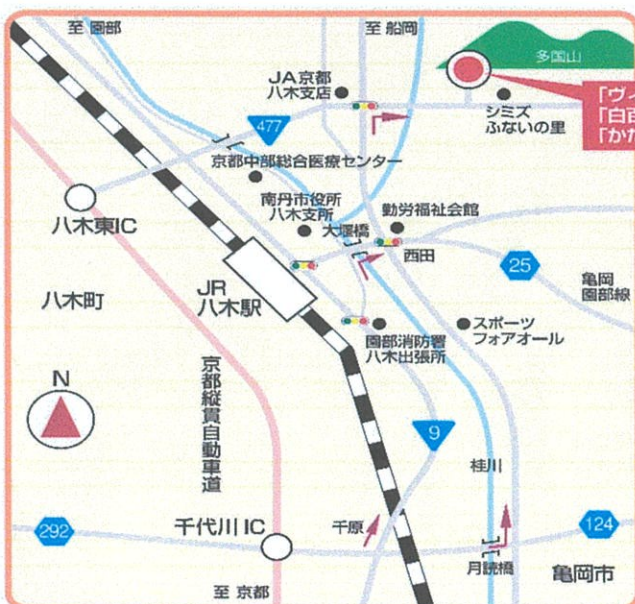 至 園部
至 船岡
多国山
JA京都
八木支店
「ヴィ
「白百
「かた
シミズ
ふないの里
477
京都中部総合医療センター
南丹市役所
八木支所
大堰橋
勤労福祉会館
八木東IC
西田
25
JR
八木駅
亀岡
園部線
八木町
園部消防署
八木出張所
スポーツ
フォアオール
京都縦貫自動車道
N
9
桂川
292
千代川IC
千原
124
月読橋
亀岡市
至 京都